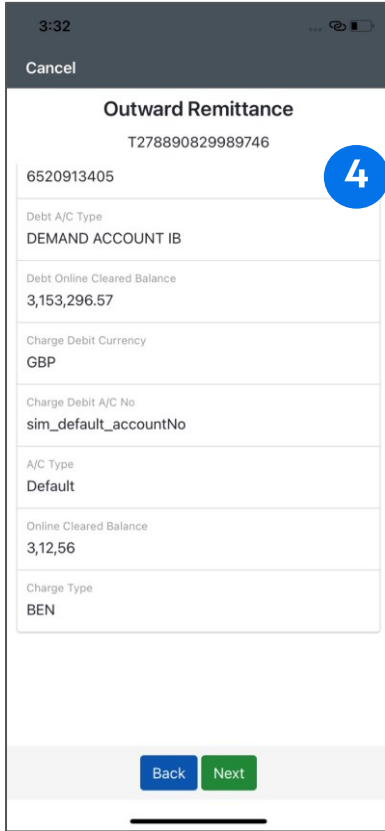 3:32
...
Cancel
Outward Remittance
T278890829989746
6520913405
4
Debt A/C Type
DEMAND ACCOUNT IB
Debt Online Cleared Balance
3,153,296.57
Charge Debit Currency
GBP
Charge Debit A/C No
sim_default_accountNo
A/C Type
Default
Online Cleared Balance
3,12,56
Charge Type
BEN
Back Next